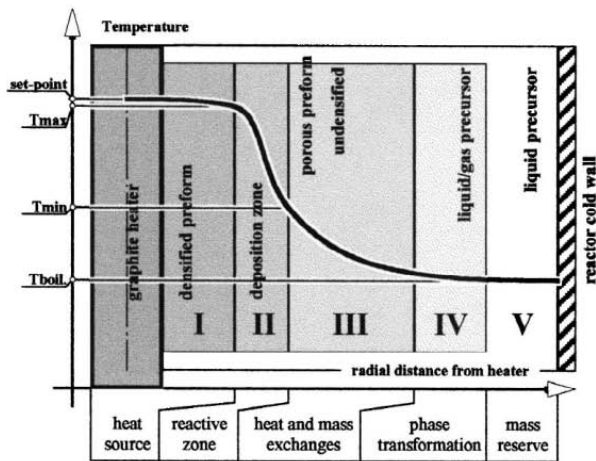 Temperature
set-point
Tmax
Tmin
Tboil.
graphite heater
densified preform
deposition zone
porous preform
undensified
liquid/gas precursor
liquid precursor
reactor cold wall
I
II
III
IV
V
radial distance from heater
heat
source
reactive
zone
heat and mass
exchanges
phase
transformation
mass
reserve